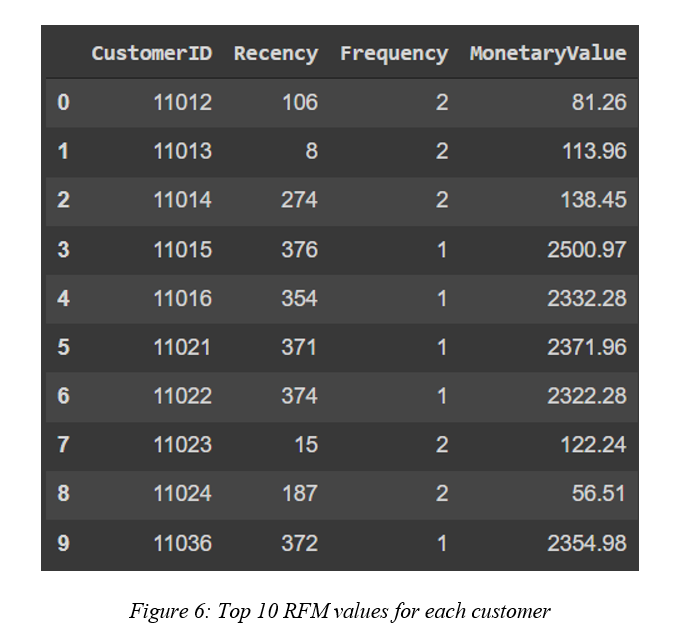 CustomerID Recency Frequency MonetaryValue
0 11012 106 2 81.26
1 11013 8 2 113.96
2 11014 274 2 138.45
3 11015 376 1 2500.97
4 11016 354 1 2332.28
5 11021 371 1 2371.96
6 11022 374 1 2322.28
7 11023 15 2 122.24
8 11024 187 2 56.51
9 11036 372 1 2354.98
Figure 6: Top 10 RFM values for each customer